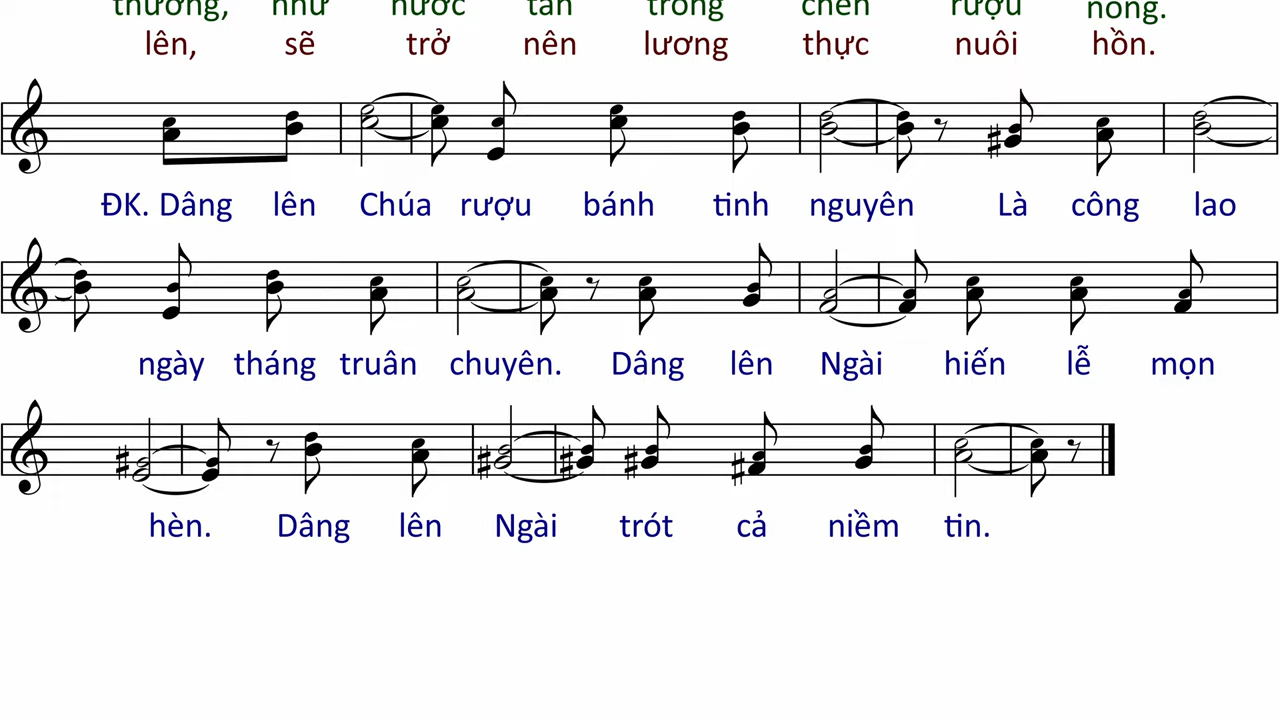 thương, như nước tan trong chén rượu nồng.
lên, sẽ trở nên lương thực nuôi hồn.
ĐK. Dâng lên Chúa rượu bánh tinh nguyên Là công lao
ngày tháng truân chuyên. Dâng lên Ngài hiến lễ mọn
hèn. Dâng lên Ngài trót cả niềm tin.